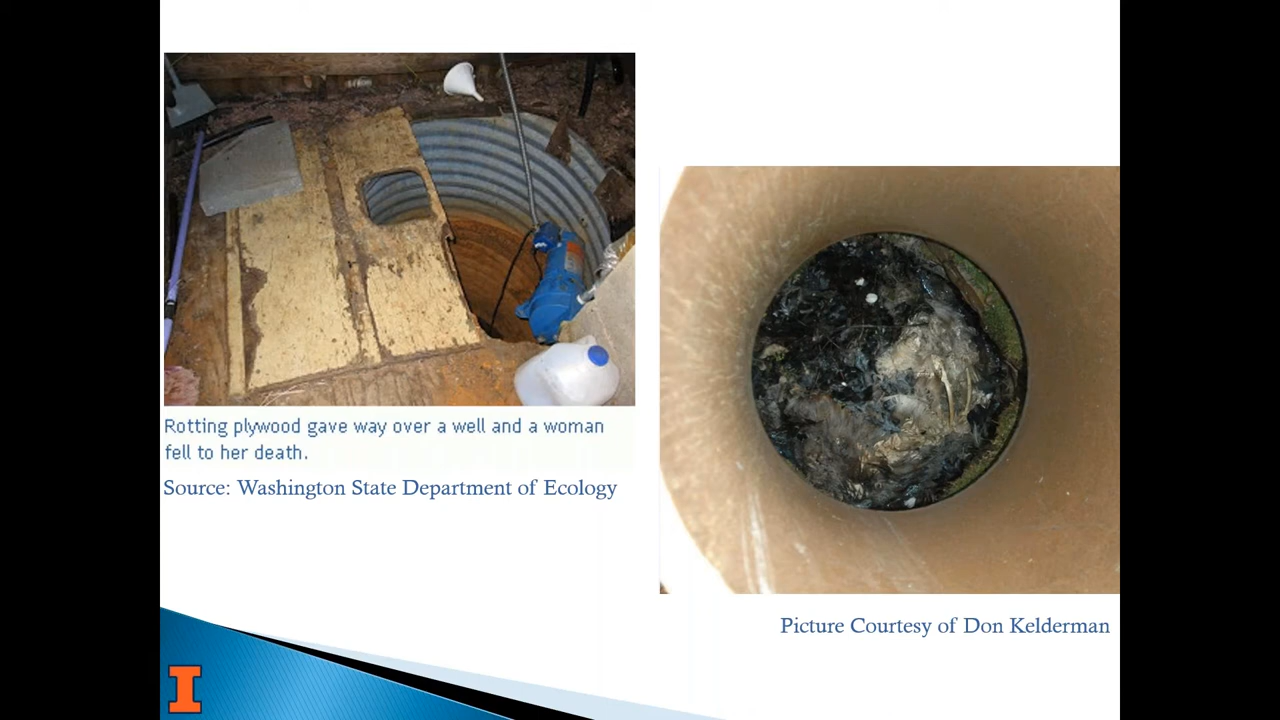 Rotting plywood gave way over a well and a woman
fell to her death.
Source: Washington State Department of Ecology
Picture Courtesy of Don Kelderman
I